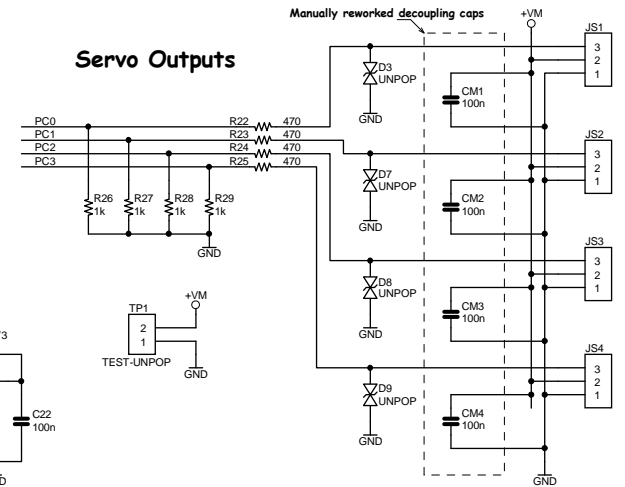 Manually reworked decoupling caps
+VM
JS1
Servo Outputs
3
2
1
D3
UNPOP
CM1
100n
GND
PC0
R22
470
PC1
R23
470
PC2
R24
470
PC3
R25
470
JS2
3
2
1
D7
UNPOP
CM2
100n
GND
R26
1k
R27
1k
R28
1k
R29
1k
GND
JS3
3
2
1
D8
UNPOP
CM3
100n
GND
+VM
TP1
2
1
TEST-UNPOP
GND
JS4
3
2
1
D9
UNPOP
CM4
100n
GND
GND
C22
100n